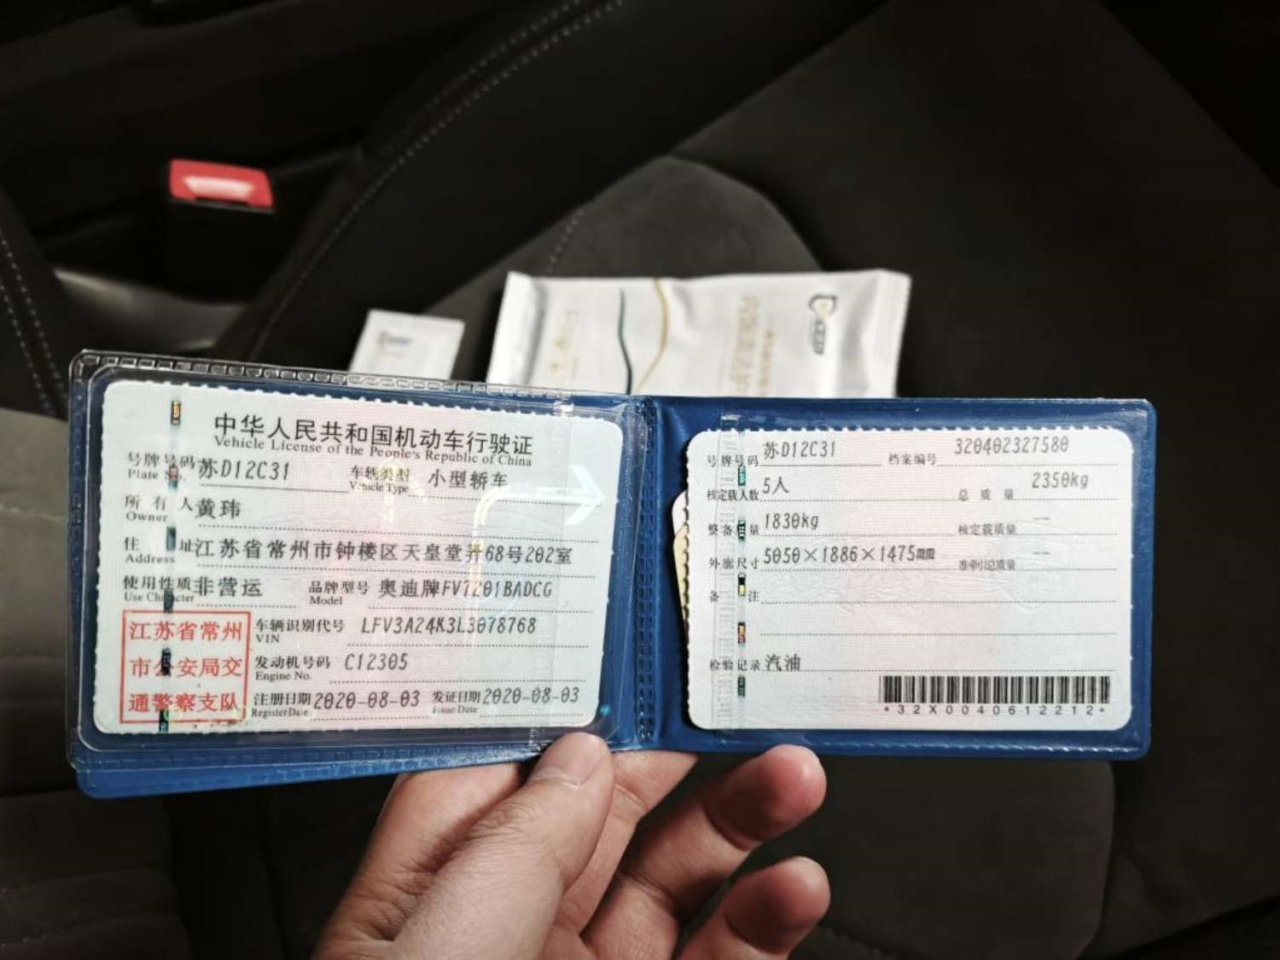 中华人民共和国机动车行驶证
Vehicle License of the People's Republic of China
号牌号码 苏D12C31 车辆类型 小型轿车
Plate No. Vehicle Type
所有人 黄玮
Owner
住址 江苏省常州市钟楼区天皇堂弄68号202室
Address
使用性质 非营运 品牌型号 奥迪牌FV7201BADCG
Use Character Model
江苏省常州
市公安局交
通警察支队
车辆识别代号 LFV3A24K3L3078768
VIN
发动机号码 C12305
Engine No.
注册日期 2020-08-03 发证日期 2020-08-03
Register Date Issue Date
号牌号码 苏D12C31 档案编号 320402327580
核定载人数 5人 总质量 2350kg
整备质量 1830kg 核定载质量 --
外廓尺寸 5050×1886×1475mm 准牵引总质量 --
备注
检验记录 汽油
*32X0040612212*